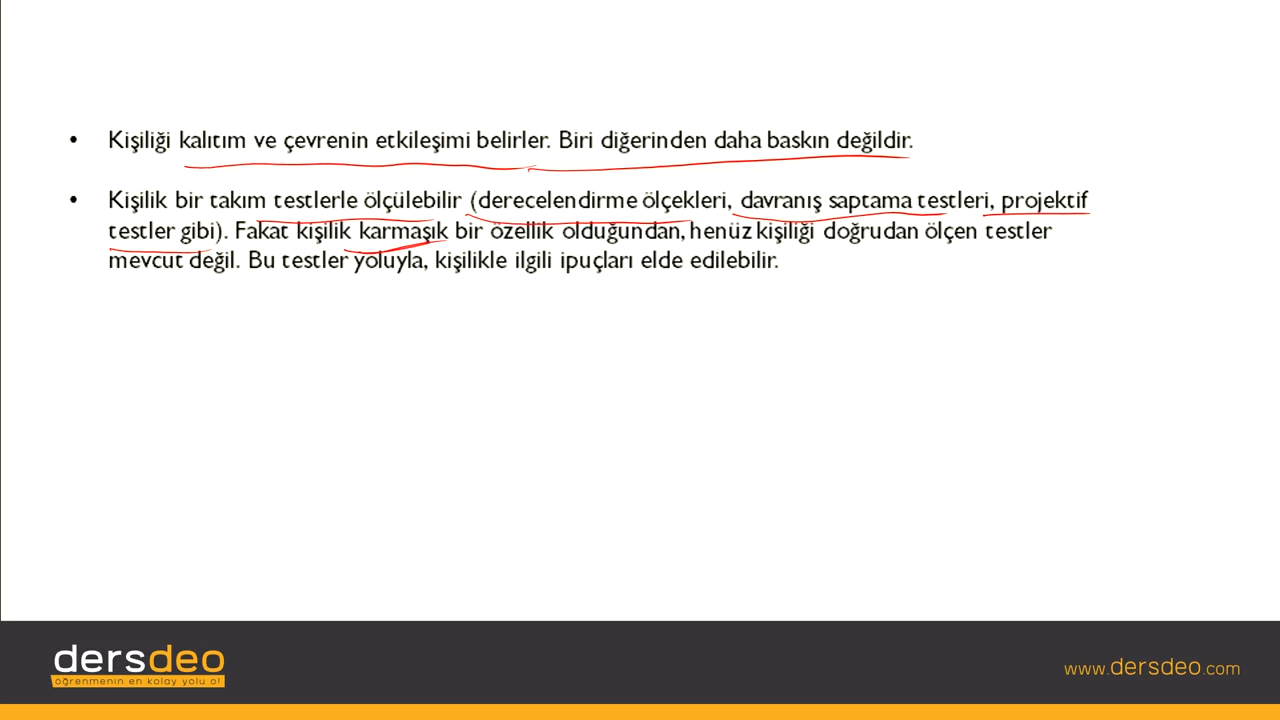 • Kişiliği kalıtım ve çevrenin etkileşimi belirler. Biri diğerinden daha baskın değildir.
• Kişilik bir takım testlerle ölçülebilir (derecelendirme ölçekleri, davranış saptama testleri, projektif
testler gibi). Fakat kişilik karmaşık bir özellik olduğundan, henüz kişiliği doğrudan ölçen testler
mevcut değil. Bu testler yoluyla, kişilikle ilgili ipuçları elde edilebilir.
dersdeo
öğrenmenin en kolay yolu o!
www.dersdeo.com